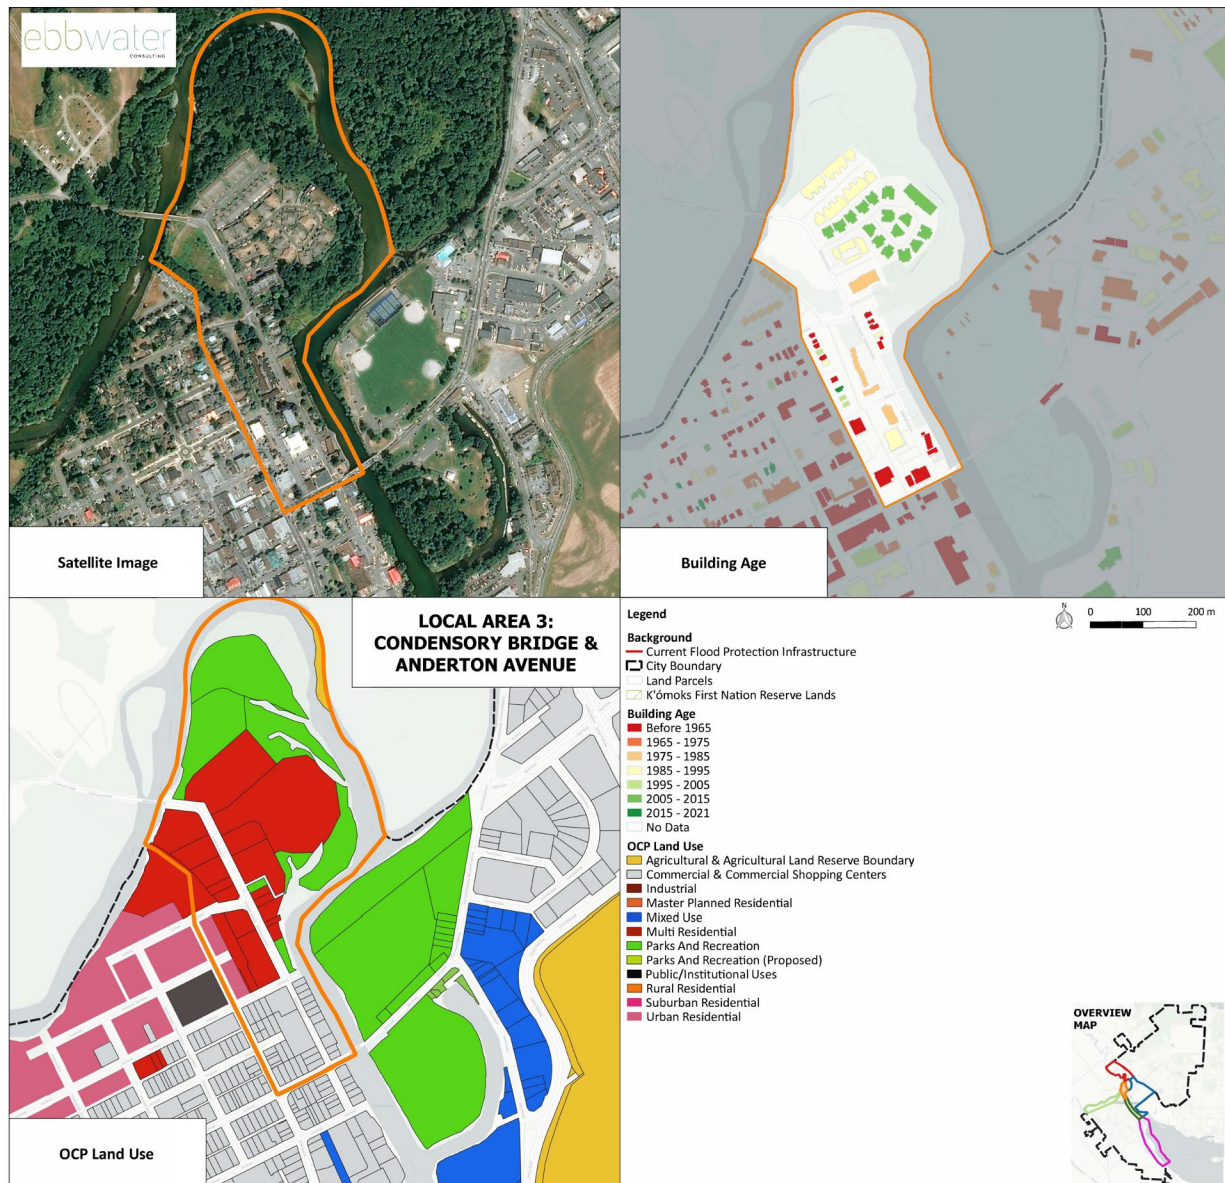 ebbwater
CONSULTING
Satellite Image
Building Age
OCP Land Use
LOCAL AREA 3:
CONDENSORY BRIDGE &
ANDERTON AVENUE
Legend
N
0 100 200 m
Background
Current Flood Protection Infrastructure
City Boundary
Land Parcels
K'ómoks First Nation Reserve Lands
Building Age
Before 1965
1965 - 1975
1975 - 1985
1985 - 1995
1995 - 2005
2005 - 2015
2015 - 2021
No Data
OCP Land Use
Agricultural & Agricultural Land Reserve Boundary
Commercial & Commercial Shopping Centers
Industrial
Master Planned Residential
Mixed Use
Multi Residential
Parks And Recreation
Parks And Recreation (Proposed)
Public/Institutional Uses
Rural Residential
Suburban Residential
Urban Residential
OVERVIEW
MAP